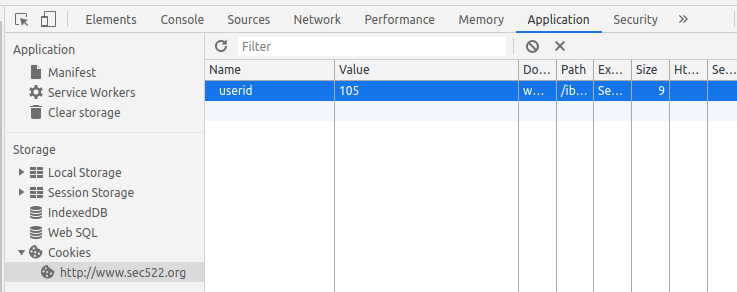 Elements Console Sources Network Performance Memory Application Security »
Application
Manifest
Service Workers
Clear storage
Storage
Local Storage
Session Storage
IndexedDB
Web SQL
Cookies
http://www.sec522.org
Filter
Name Value Do... Path Ex... Size Ht... Se...
userid 105 w... /ib... Se... 9